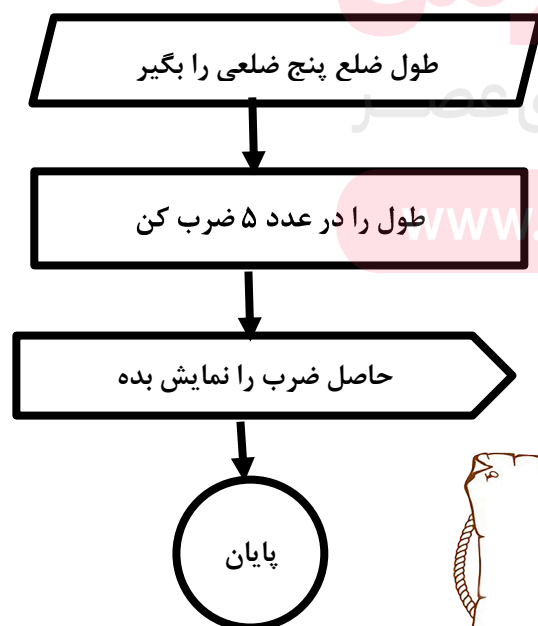 طول ضلع پنج ضلعی را بگیر
طول را در عدد ۵ ضرب کن
www.
حاصل ضرب را نمایش بده
پایان